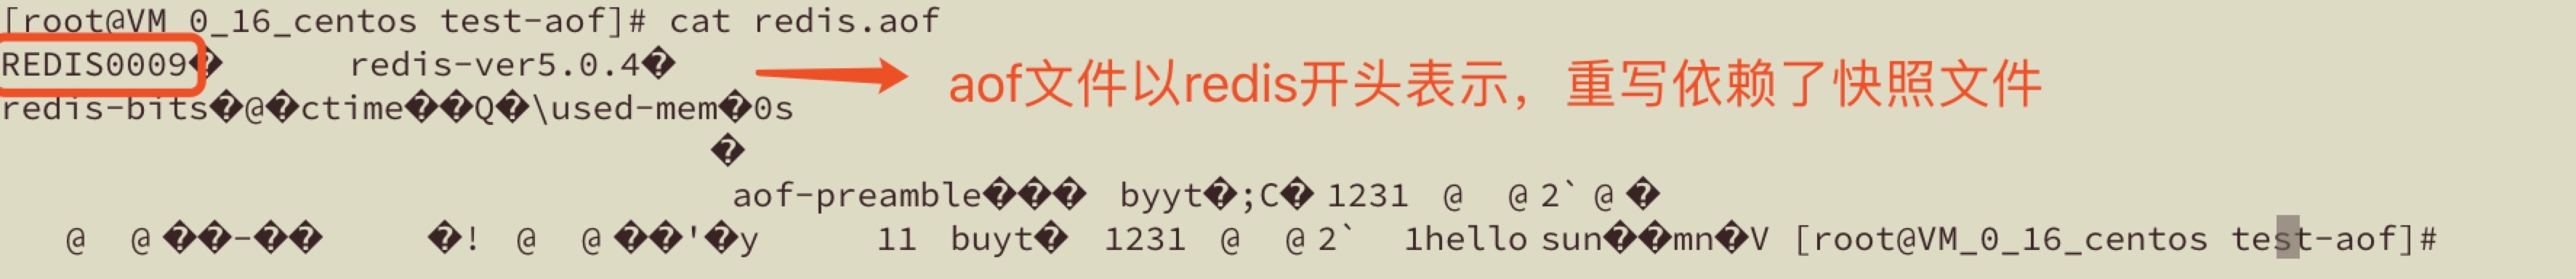 [root@VM_0_16_centos test-aof]# cat redis.aof
REDIS0009� redis-ver5.0.4�
aof文件以redis开头表示，重写依赖了快照文件
redis-bits�@�ctime��Q�\used-mem�0s
�
aof-preamble��� byyt�;C� 1231 @ @ 2` @ �
@ @ ��-�� �! @ @ ��'�y 11 buyt� 1231 @ @ 2` 1hello sun��mn�V [root@VM_0_16_centos test-aof]#